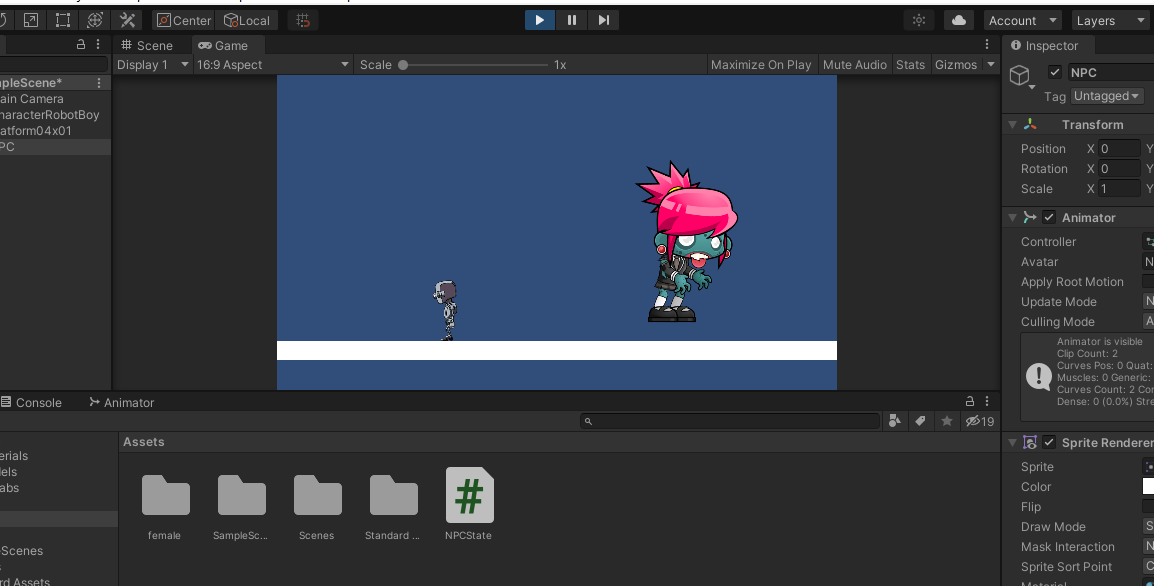 Center Local Account Layers
Scene Game Inspector
Display 1 16:9 Aspect Scale 1x Maximize On Play Mute Audio Stats Gizmos
NPC
Tag Untagged
mpleScene*
ain Camera
haracterRobotBoy
latform04x01
PC
Transform
Position X 0 Y
Rotation X 0 Y
Scale X 1 Y
Animator
Controller
Avatar N
Apply Root Motion
Update Mode N
Culling Mode A
Animator is visible
Clip Count: 2
Curves Pos: 0 Quat:
Muscles: 0 Generic:
Curves Count: 2 Con
Dense: 0 (0.0%) Stre
Console Animator
19
Assets
erials
els
abs
Scenes
rd Assets
female SampleSc... Scenes Standard ... # NPCState
Sprite Renderer
Sprite
Color
Flip
Draw Mode S
Mask Interaction N
Sprite Sort Point C
Material